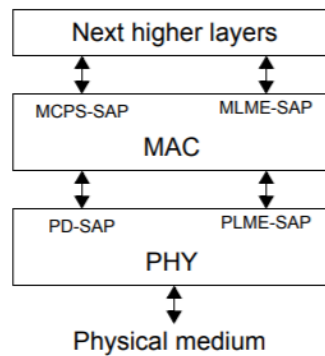 Next higher layers
MCPS-SAP MLME-SAP
MAC
PD-SAP PLME-SAP
PHY
Physical medium